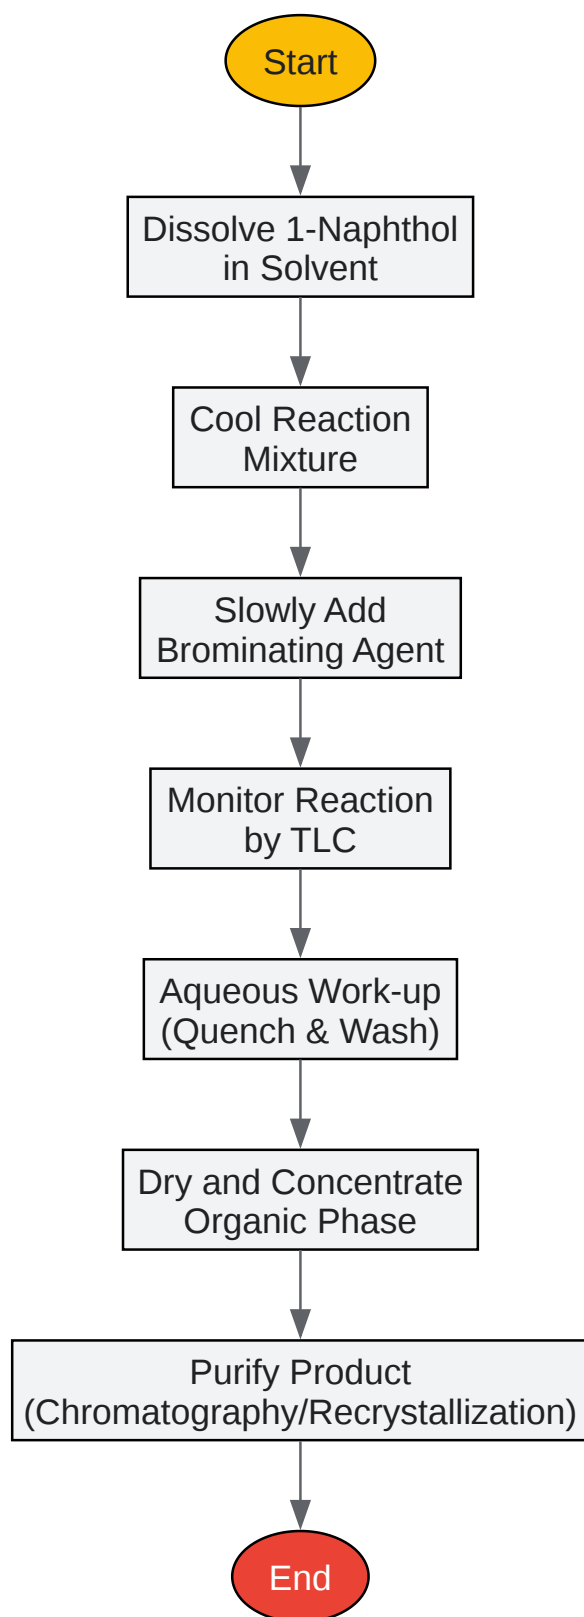 Start
Dissolve 1-Naphthol
in Solvent
Cool Reaction
Mixture
Slowly Add
Brominating Agent
Monitor Reaction
by TLC
Aqueous Work-up
(Quench & Wash)
Dry and Concentrate
Organic Phase
Purify Product
(Chromatography/Recrystallization)
End